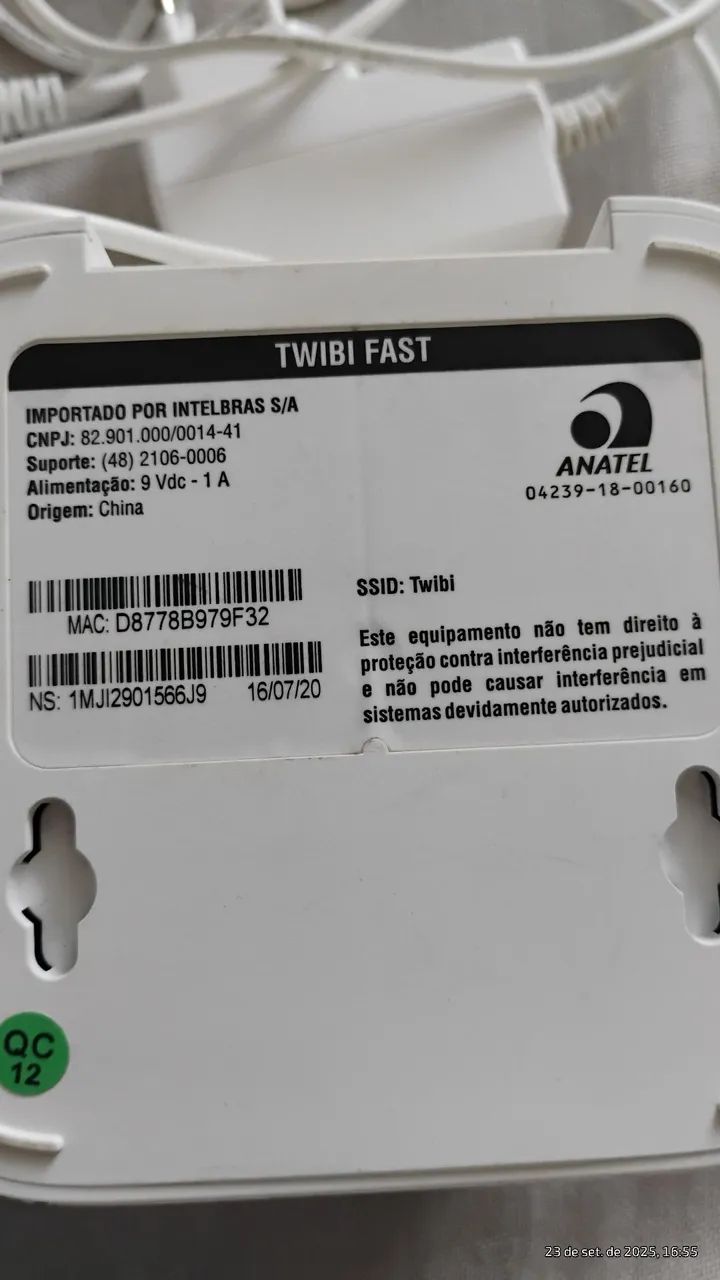 TWIBI FAST
IMPORTADO POR INTELBRAS S/A
CNPJ: 82.901.000/0014-41
Suporte: (48) 2106-0006
Alimentação: 9 Vdc - 1 A
Origem: China
ANATEL
04239-18-00160
MAC: D8778B979F32
NS: 1MJI2901566J9 16/07/20
SSID: Twibi
Este equipamento não tem direito à
proteção contra interferência prejudicial
e não pode causar interferência em
sistemas devidamente autorizados.
QC
12
23 de set. de 2025, 16:55